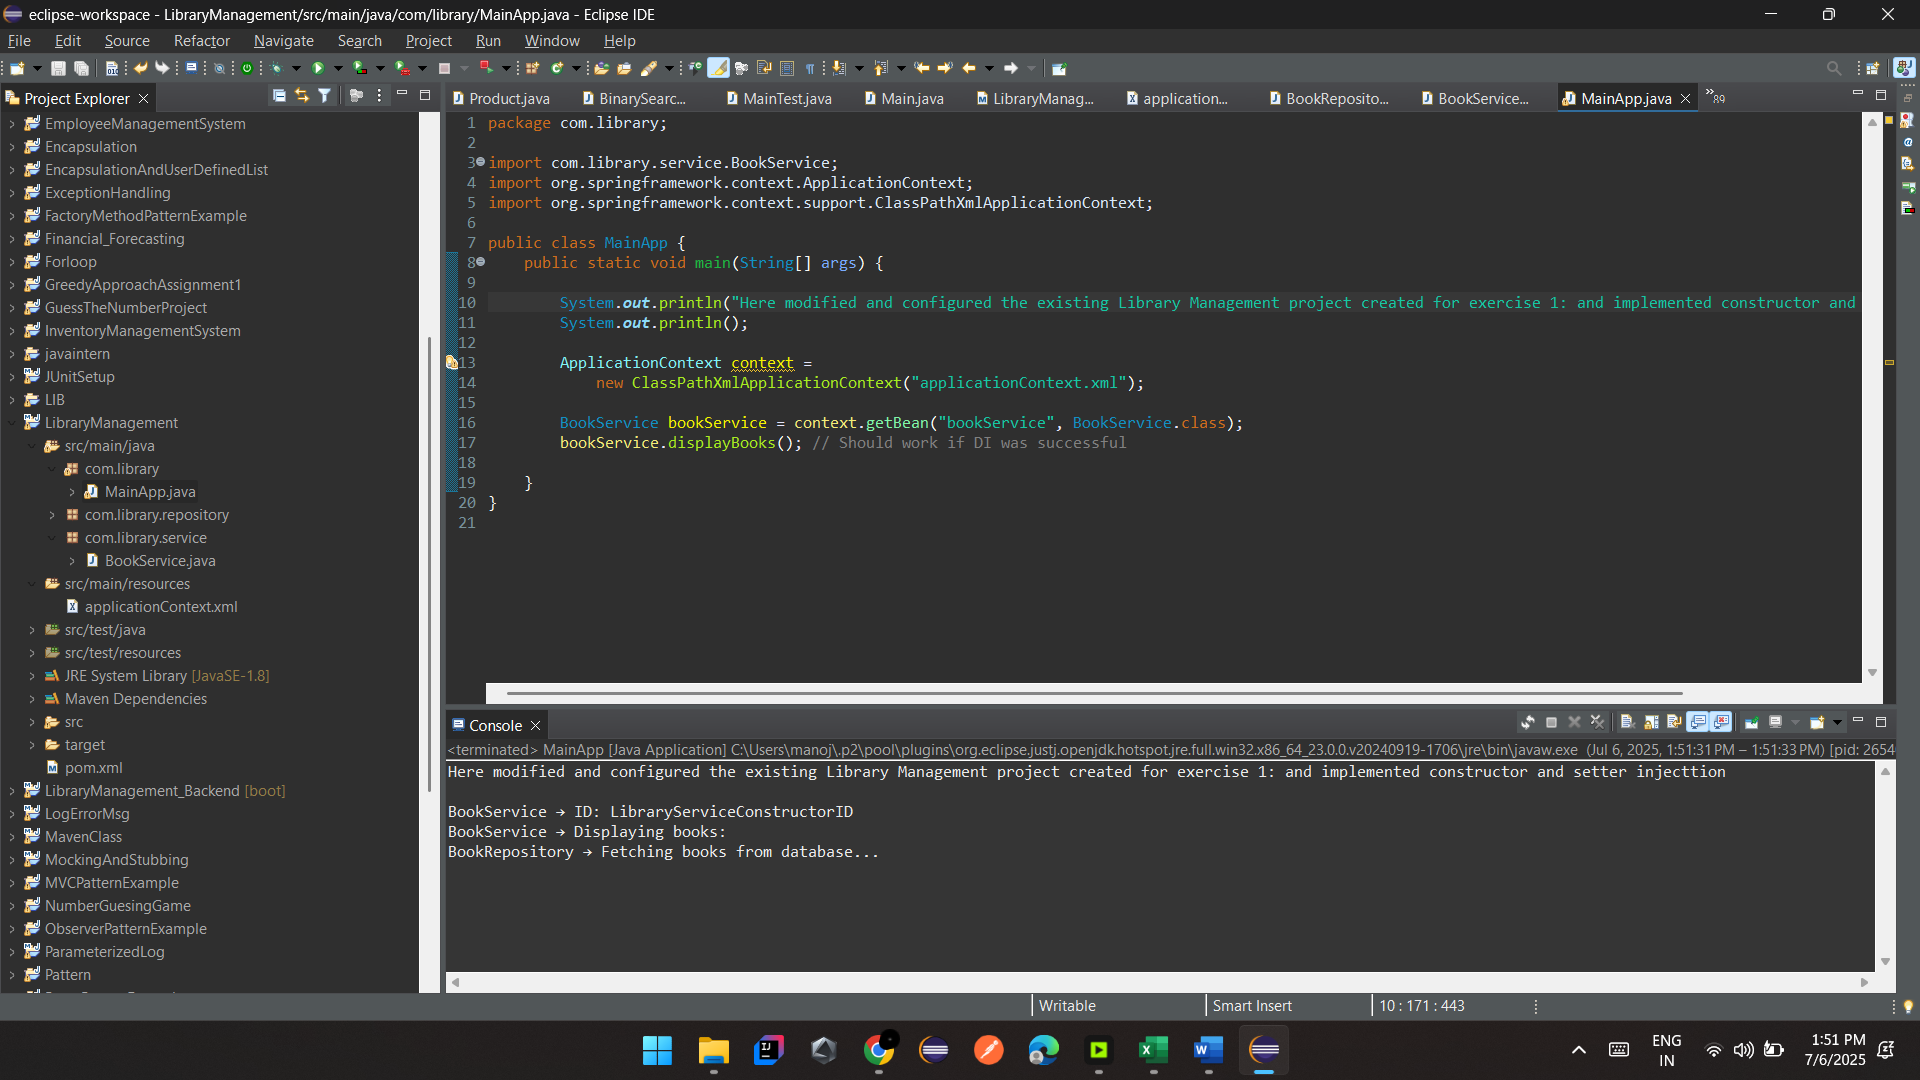 eclipse-workspace - LibraryManagement/src/main/java/com/library/MainApp.java - Eclipse IDE
File Edit Source Refactor Navigate Search Project Run Window Help
Project Explorer
EmployeeManagementSystem
Encapsulation
EncapsulationAndUserDefinedList
ExceptionHandling
FactoryMethodPatternExample
Financial_Forecasting
Forloop
GreedyApproachAssignment1
GuessTheNumberProject
InventoryManagementSystem
javaintern
JUnitSetup
LIB
LibraryManagement
src/main/java
com.library
MainApp.java
com.library.repository
com.library.service
BookService.java
src/main/resources
applicationContext.xml
src/test/java
src/test/resources
JRE System Library [JavaSE-1.8]
Maven Dependencies
src
target
pom.xml
LibraryManagement_Backend [boot]
LogErrorMsg
MavenClass
MockingAndStubbing
MVCPatternExample
NumberGuesingGame
ObserverPatternExample
ParameterizedLog
Pattern
Product.java BinarySearc... MainTest.java Main.java LibraryManag... application... BookReposito... BookService... MainApp.java »89
1 package com.library;
2
3 import com.library.service.BookService;
4 import org.springframework.context.ApplicationContext;
5 import org.springframework.context.support.ClassPathXmlApplicationContext;
6
7 public class MainApp {
8 public static void main(String[] args) {
9
10 System.out.println("Here modified and configured the existing Library Management project created for exercise 1: and implemented constructor and
11 System.out.println();
12
13 ApplicationContext context =
14 new ClassPathXmlApplicationContext("applicationContext.xml");
15
16 BookService bookService = context.getBean("bookService", BookService.class);
17 bookService.displayBooks(); // Should work if DI was successful
18
19 }
20 }
21
Console
<terminated> MainApp [Java Application] C:\Users\manoj\.p2\pool\plugins\org.eclipse.justj.openjdk.hotspot.jre.full.win32.x86_64_23.0.0.v20240919-1706\jre\bin\javaw.exe (Jul 6, 2025, 1:51:31 PM – 1:51:33 PM) [pid: 2654
Here modified and configured the existing Library Management project created for exercise 1: and implemented constructor and setter injecttion
BookService → ID: LibraryServiceConstructorID
BookService → Displaying books:
BookRepository → Fetching books from database...
Writable Smart Insert 10 : 171 : 443
ENG
IN
1:51 PM
7/6/2025